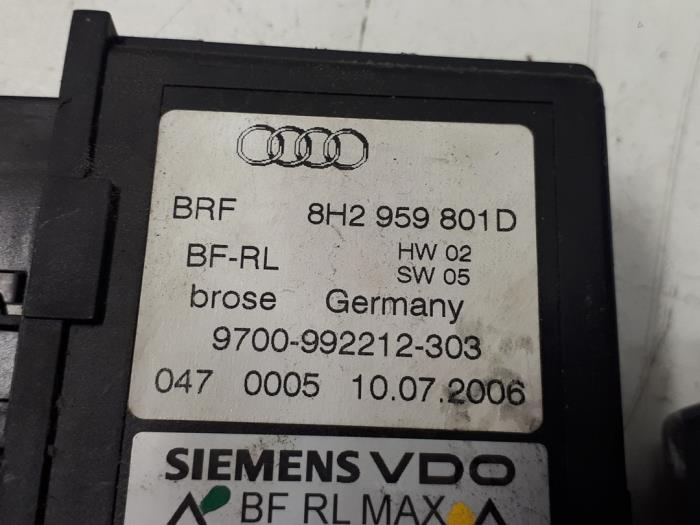 BRF 8H2 959 801D
BF-RL HW 02
SW 05
brose Germany
9700-992212-303
047 0005 10.07.2006
SIEMENS VDO
BF RL MAX